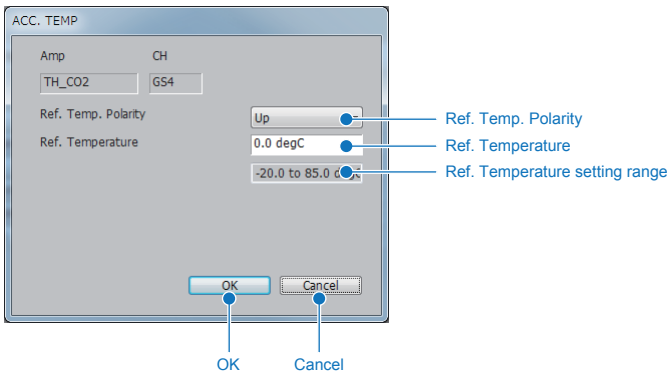 ACC. TEMP
Amp CH
TH_CO2 GS4
Ref. Temp. Polarity Up Ref. Temp. Polarity
Ref. Temperature 0.0 degC Ref. Temperature
-20.0 to 85.0 Ref. Temperature setting range
OK Cancel
OK Cancel